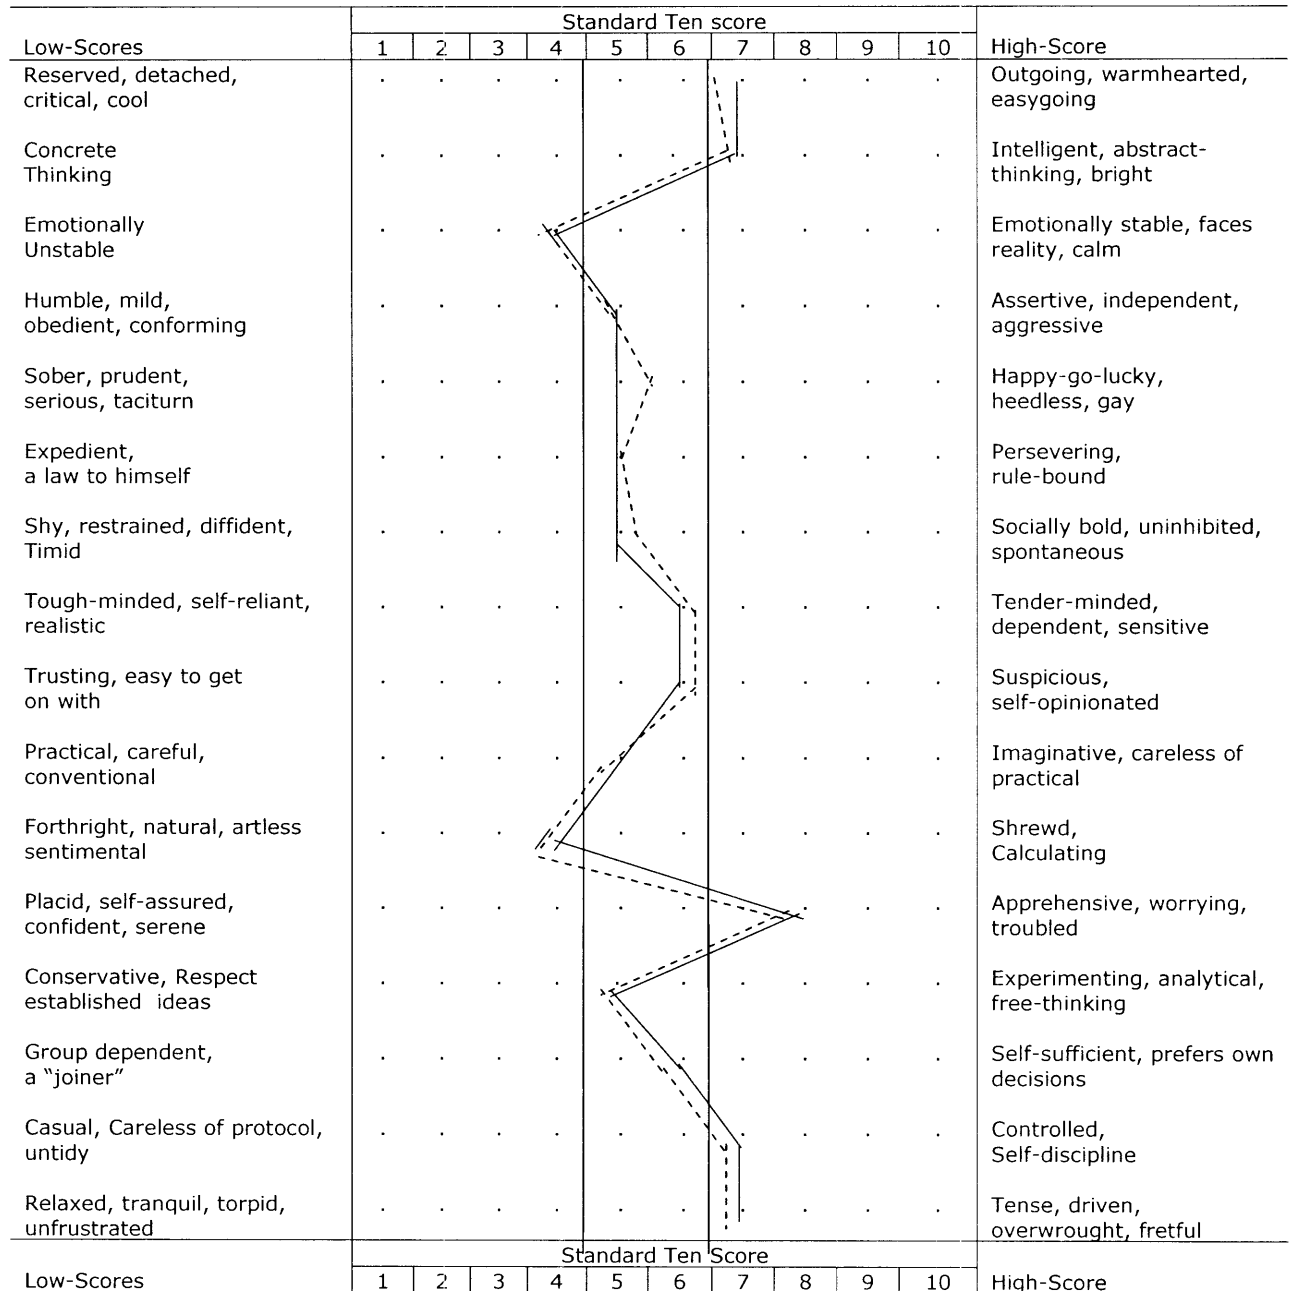 Standard Ten score
Low-Scores 1 2 3 4 5 6 7 8 9 10 High-Score
Reserved, detached, Outgoing, warmhearted,
critical, cool easygoing
Concrete Intelligent, abstract-
Thinking thinking, bright
Emotionally Emotionally stable, faces
Unstable reality, calm
Humble, mild, Assertive, independent,
obedient, conforming aggressive
Sober, prudent, Happy-go-lucky,
serious, taciturn heedless, gay
Expedient, Persevering,
a law to himself rule-bound
Shy, restrained, diffident, Socially bold, uninhibited,
Timid spontaneous
Tough-minded, self-reliant, Tender-minded,
realistic dependent, sensitive
Trusting, easy to get Suspicious,
on with self-opinionated
Practical, careful, Imaginative, careless of
conventional practical
Forthright, natural, artless Shrewd,
sentimental Calculating
Placid, self-assured, Apprehensive, worrying,
confident, serene troubled
Conservative, Respect Experimenting, analytical,
established ideas free-thinking
Group dependent, Self-sufficient, prefers own
a “joiner” decisions
Casual, Careless of protocol, Controlled,
untidy Self-discipline
Relaxed, tranquil, torpid, Tense, driven,
unfrustrated overwrought, fretful
Standard Ten Score
Low-Scores 1 2 3 4 5 6 7 8 9 10 High-Score